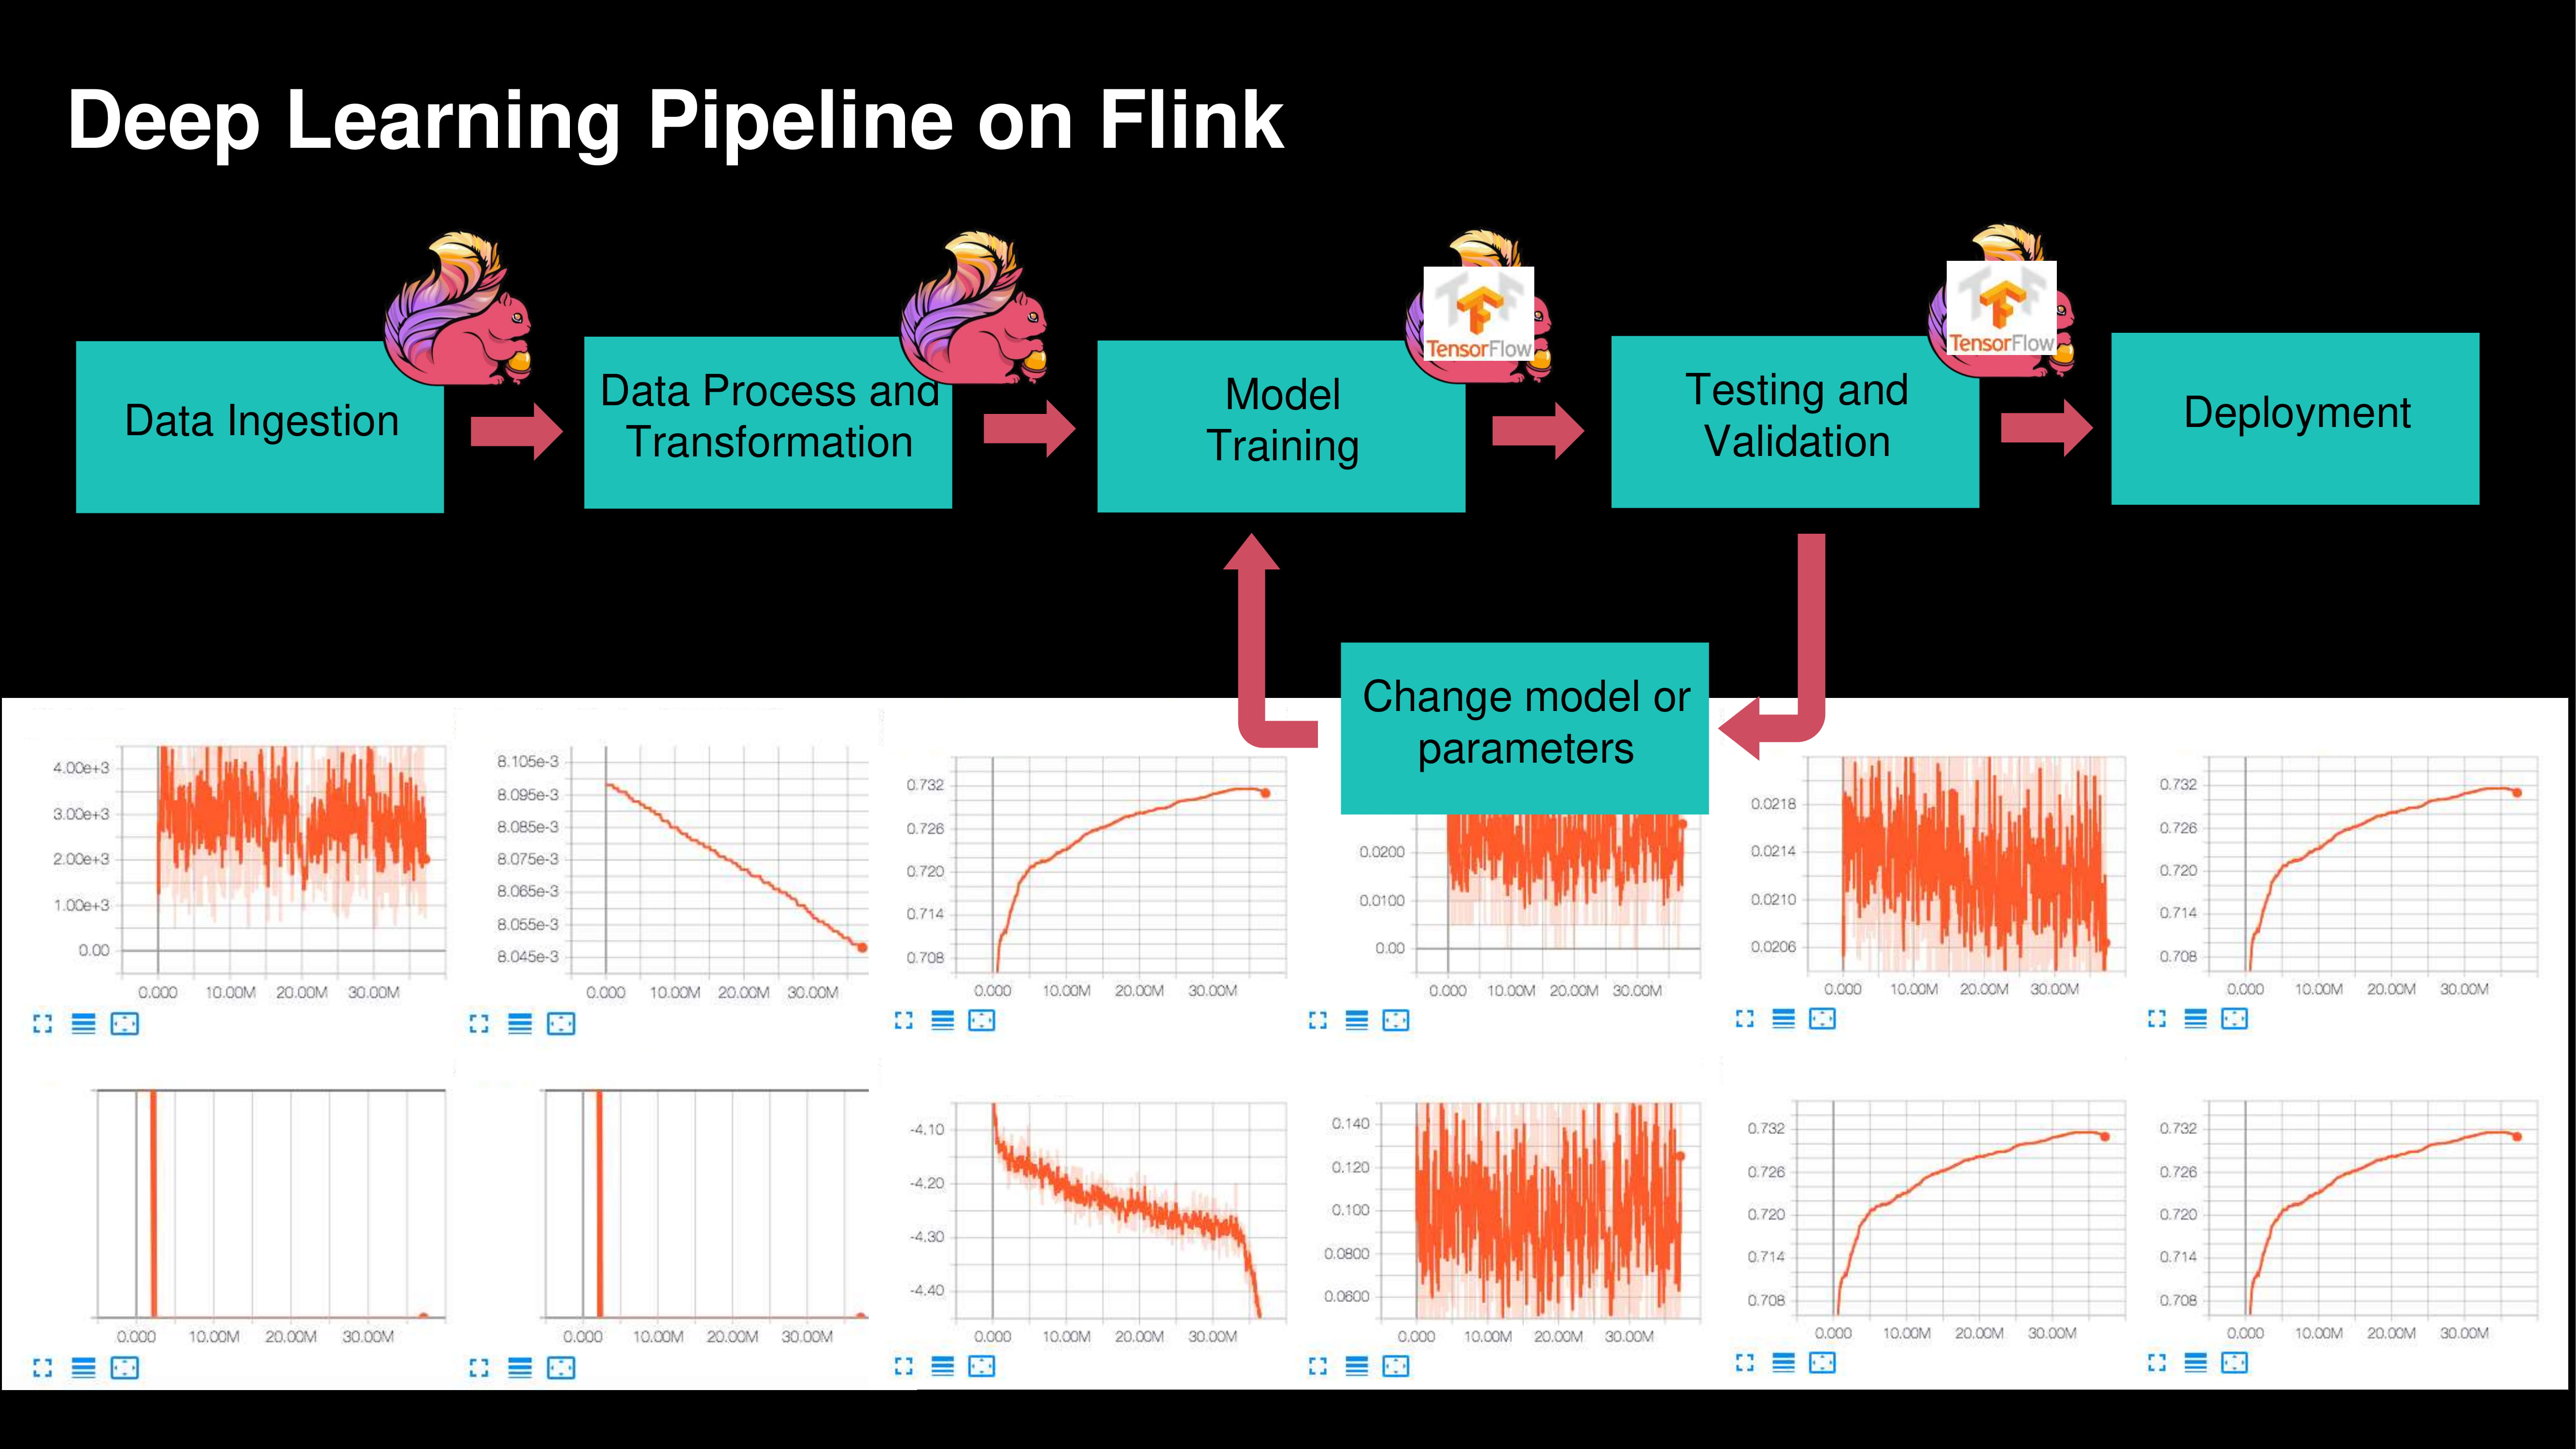 Deep Learning Pipeline on Flink
TensorFlow
TensorFlow
Data Ingestion
Data Process and
Transformation
Model
Training
Testing and
Validation
Deployment
Change model or
parameters
4.00e+3
3.00e+3
2.00e+3
1.00e+3
0.00
0.000 10.00M 20.00M 30.00M
8.105e-3
8.095e-3
8.085e-3
8.075e-3
8.065e-3
8.055e-3
8.045e-3
0.000 10.00M 20.00M 30.00M
0.732
0.726
0.720
0.714
0.708
0.000 10.00M 20.00M 30.00M
0.0200
0.0100
0.00
0.000 10.00M 20.00M 30.00M
0.0218
0.0214
0.0210
0.0206
0.000 10.00M 20.00M 30.00M
0.732
0.726
0.720
0.714
0.708
0.000 10.00M 20.00M 30.00M
0.000 10.00M 20.00M 30.00M
0.000 10.00M 20.00M 30.00M
-4.10
-4.20
-4.30
-4.40
0.000 10.00M 20.00M 30.00M
0.140
0.120
0.100
0.0800
0.0600
0.000 10.00M 20.00M 30.00M
0.732
0.726
0.720
0.714
0.708
0.000 10.00M 20.00M 30.00M
0.732
0.726
0.720
0.714
0.708
0.000 10.00M 20.00M 30.00M